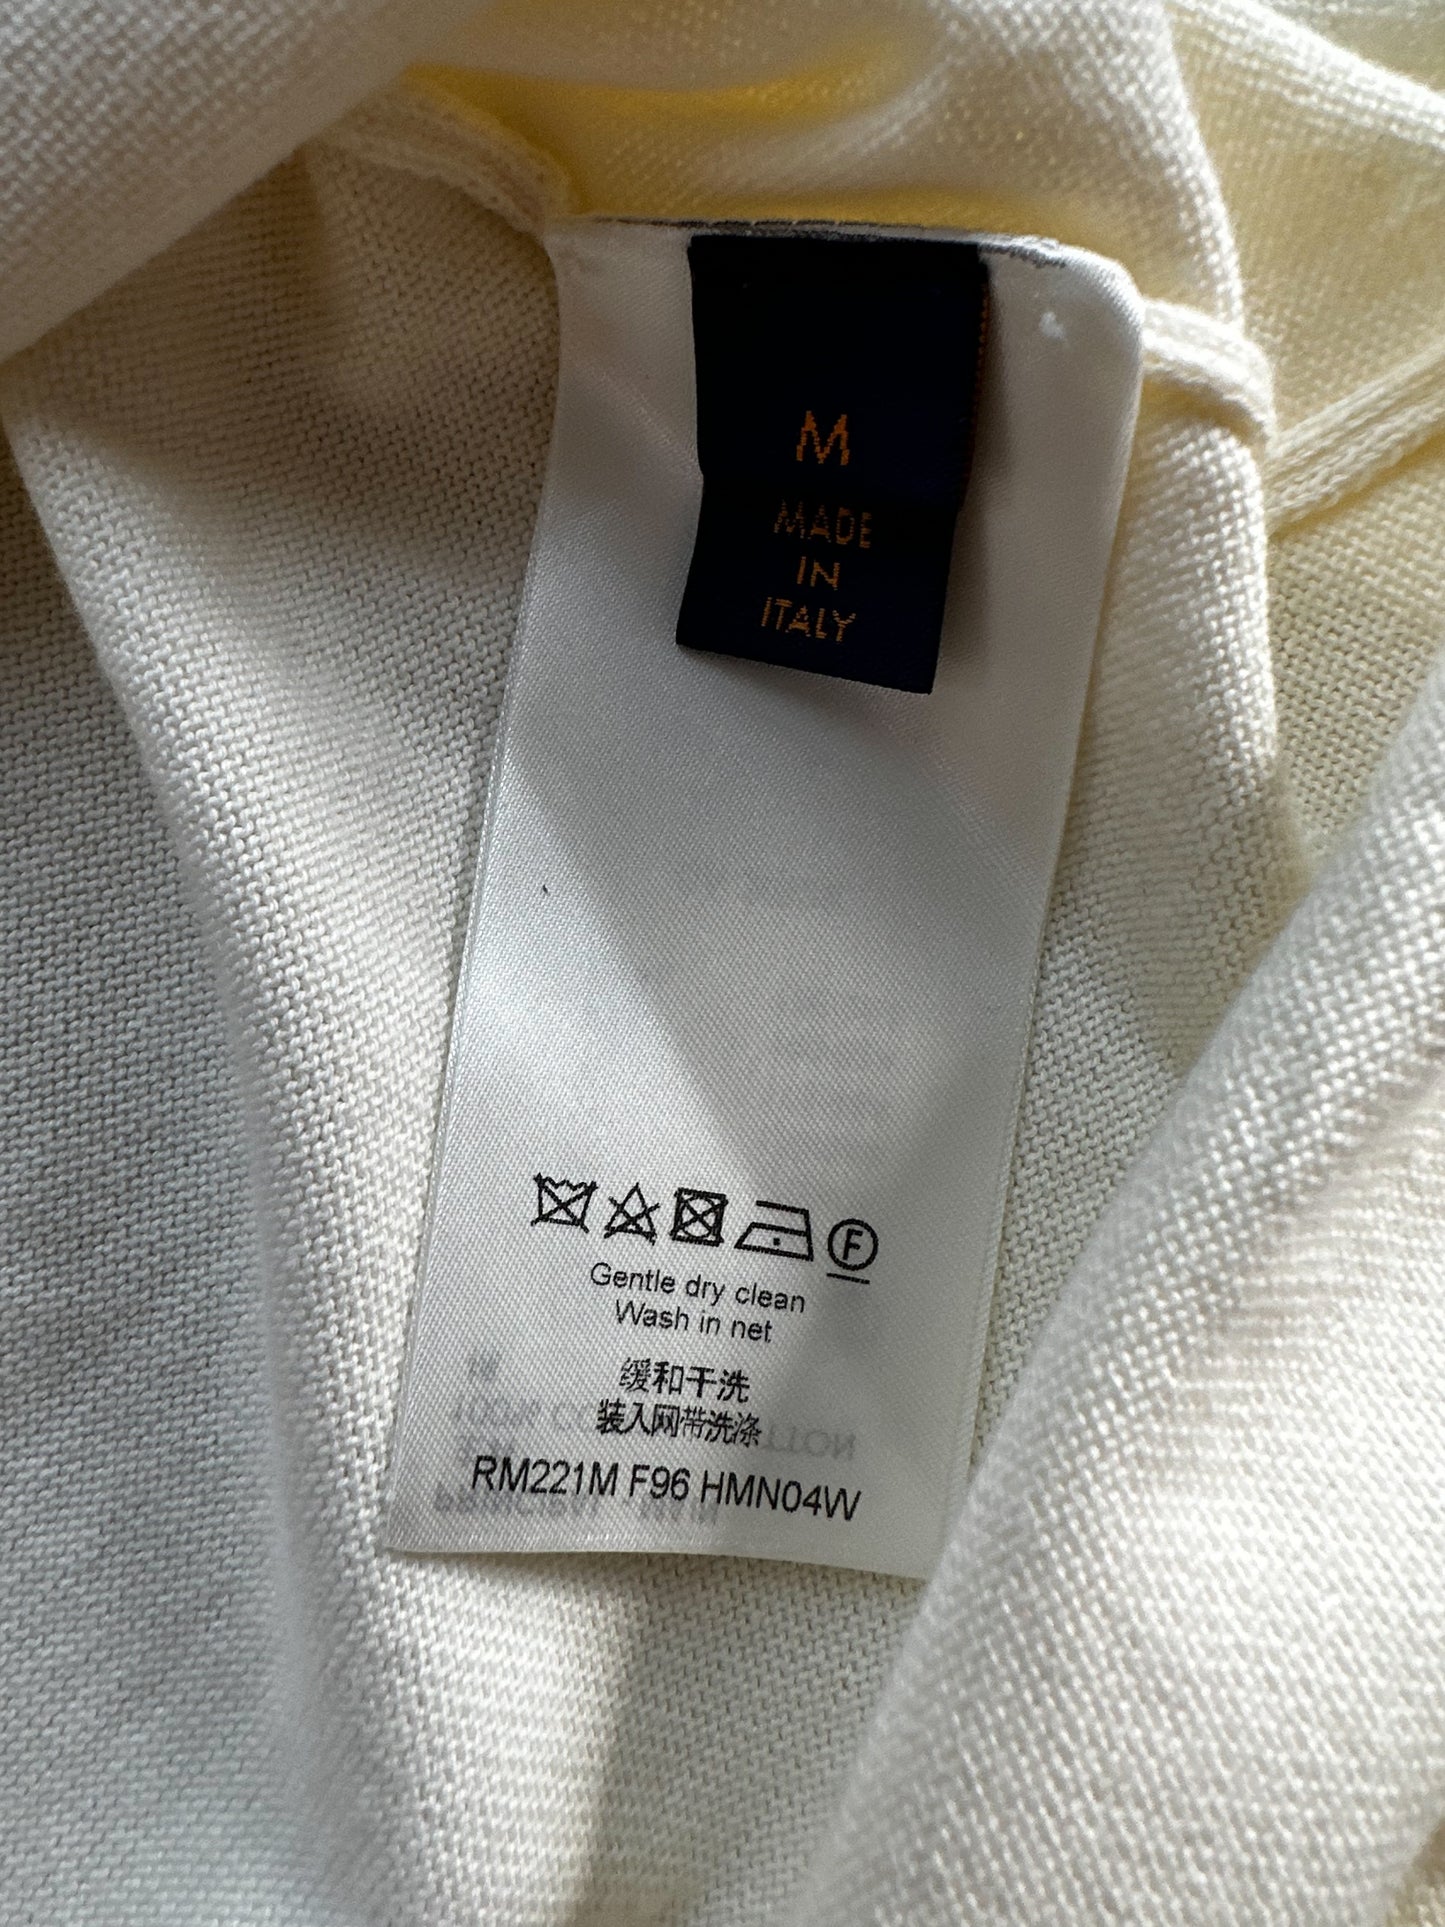 M
MADE
IN
ITALY
F
Gentle dry clean
Wash in net
缓和干洗
装入网带洗涤
RM221M F96 HMN04W